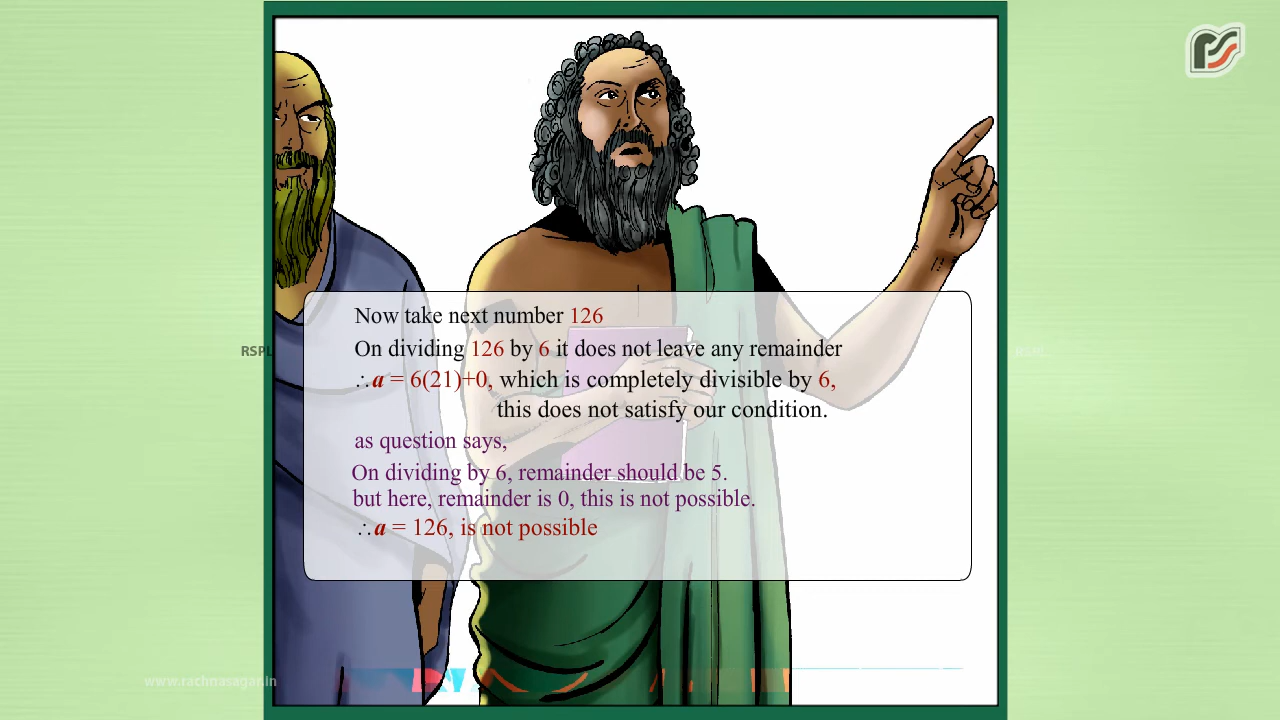 Now take next number 126
On dividing 126 by 6 it does not leave any remainder
∴a = 6(21)+0, which is completely divisible by 6,
this does not satisfy our condition.
as question says,
On dividing by 6, remainder should be 5.
but here, remainder is 0, this is not possible.
∴a = 126, is not possible
RSPL
www.rachnasagar.in